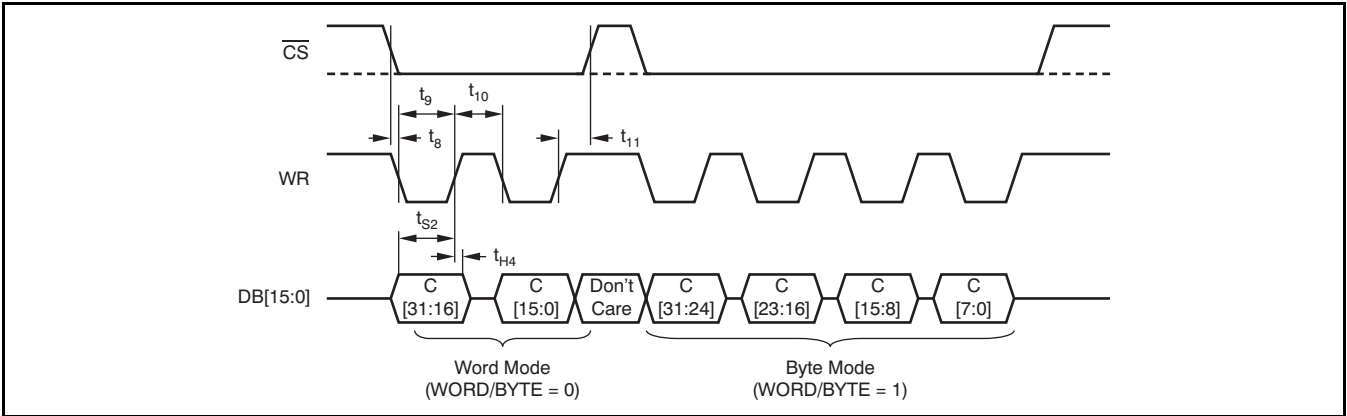 CS
t9
t10
t8
t11
WR
tS2
tH4
DB[15:0]
C
[31:16]
C
[15:0]
Don't
Care
C
[31:24]
C
[23:16]
C
[15:8]
C
[7:0]
Word Mode
(WORD/BYTE = 0)
Byte Mode
(WORD/BYTE = 1)